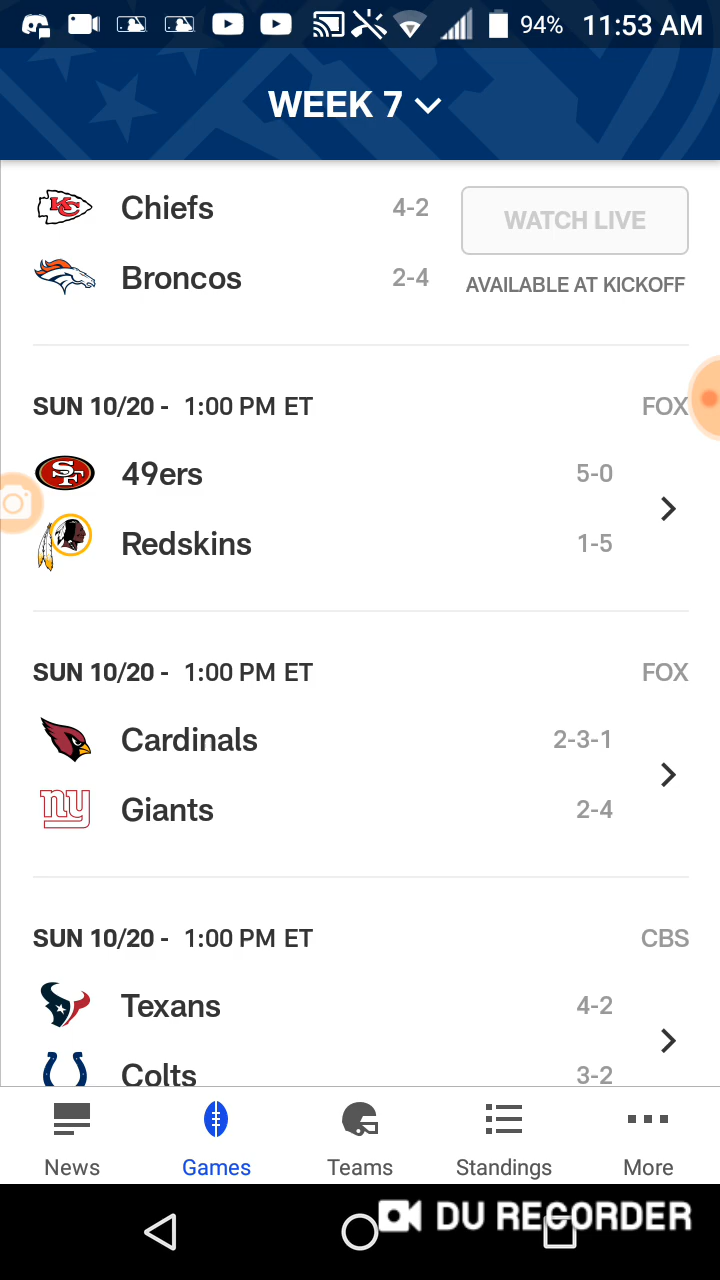 94% 11:53 AM
WEEK 7
Chiefs 4-2 WATCH LIVE
Broncos 2-4 AVAILABLE AT KICKOFF
SUN 10/20 - 1:00 PM ET FOX
49ers 5-0
Redskins 1-5
SUN 10/20 - 1:00 PM ET FOX
Cardinals 2-3-1
ny Giants 2-4
SUN 10/20 - 1:00 PM ET CBS
Texans 4-2
Colts 3-2
News Games Teams Standings More
DU RECORDER